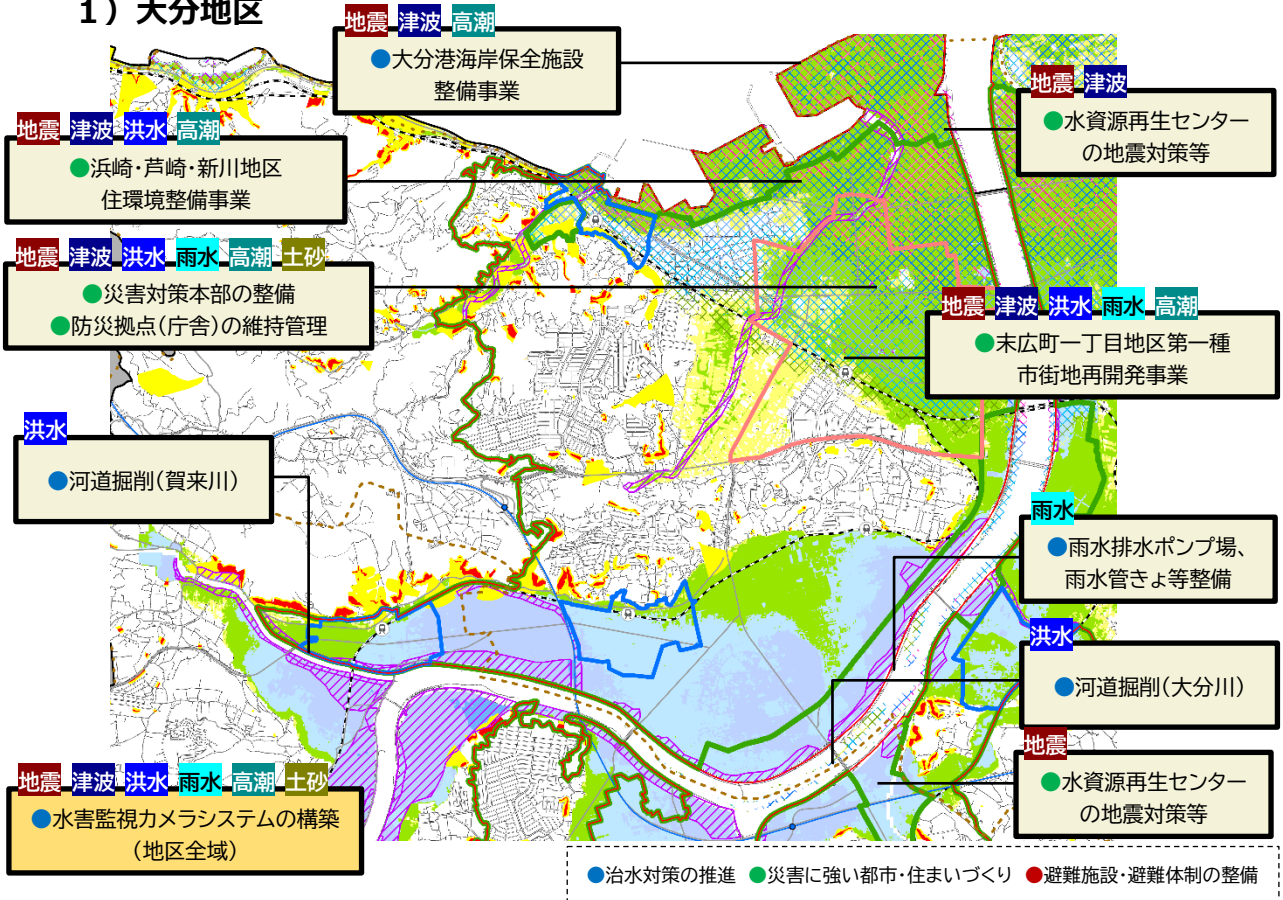 1）大分地区
地震 津波 高潮
●大分港海岸保全施設
整備事業
地震 津波
●水資源再生センター
の地震対策等
地震 津波 洪水 高潮
●浜崎・芦崎・新川地区
住環境整備事業
地震 津波 洪水 雨水 高潮 土砂
●災害対策本部の整備
●防災拠点(庁舎)の維持管理
地震 津波 洪水 雨水 高潮
●末広町一丁目地区第一種
市街地再開発事業
洪水
●河道掘削(賀来川)
雨水
●雨水排水ポンプ場、
雨水管きょ等整備
洪水
●河道掘削(大分川)
地震
●水資源再生センター
の地震対策等
地震 津波 洪水 雨水 高潮 土砂
●水害監視カメラシステムの構築
(地区全域)
●治水対策の推進 ●災害に強い都市・住まいづくり ●避難施設・避難体制の整備